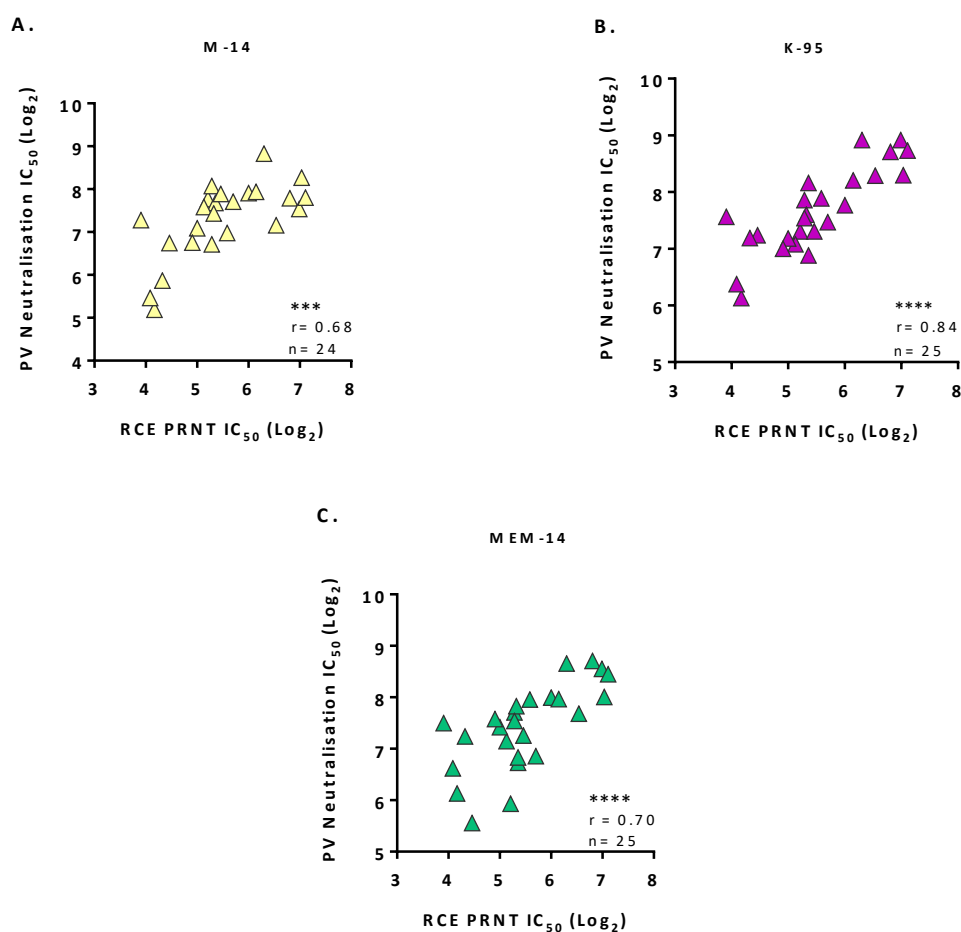 A.
M-14
PV Neutralisation IC50 (Log2)
10
9
8
7
6
5
4
***
r= 0.68
n= 24
3 4 5 6 7 8
RCE PRNT IC50 (Log2)
B.
K-95
PV Neutralisation IC50 (Log2)
10
9
8
7
6
5
****
r= 0.84
n= 25
3 4 5 6 7 8
RCE PRNT IC50 (Log2)
C.
MEM-14
PV Neutralisation IC50 (Log2)
10
9
8
7
6
5
****
r = 0.70
n= 25
3 4 5 6 7 8
RCE PRNT IC50 (Log2)